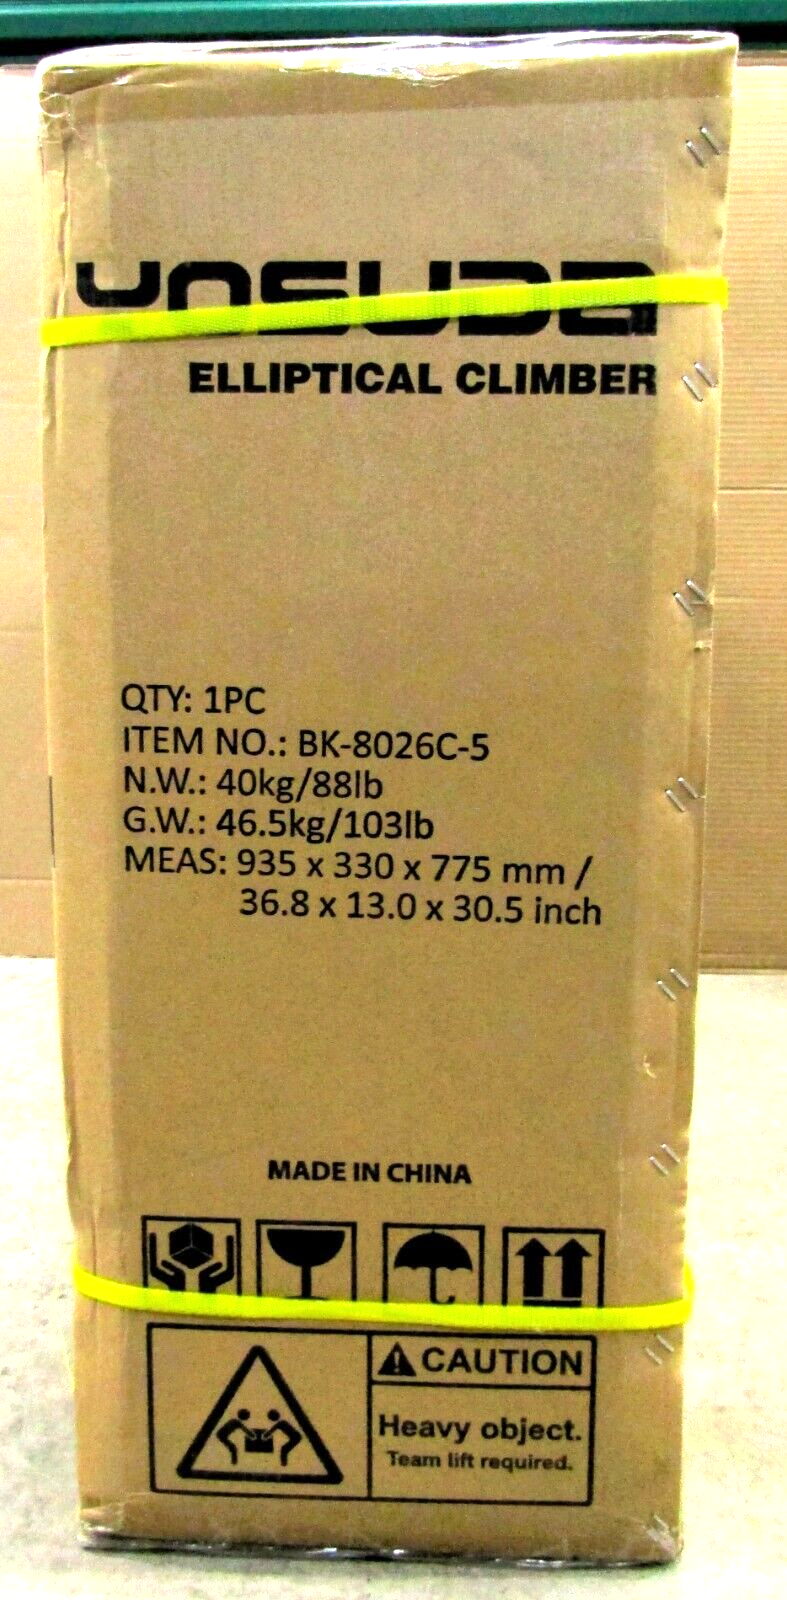 YOSUDA
ELLIPTICAL CLIMBER
QTY: 1PC
ITEM NO.: BK-8026C-5
N.W.: 40kg/88lb
G.W.: 46.5kg/103lb
MEAS: 935 x 330 x 775 mm /
36.8 x 13.0 x 30.5 inch
MADE IN CHINA
CAUTION
Heavy object.
Team lift required.